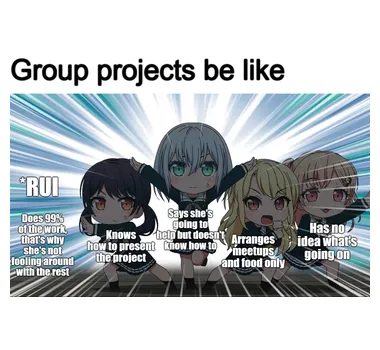 Group projects be like
*RUI
Does 99%
of the work,
that's why
she's not
fooling around
with the rest
Knows
how to present
the project
Says she's
going to
help but doesn't
know how to
Arranges
meetups
and food only
Has no
idea what's
going on